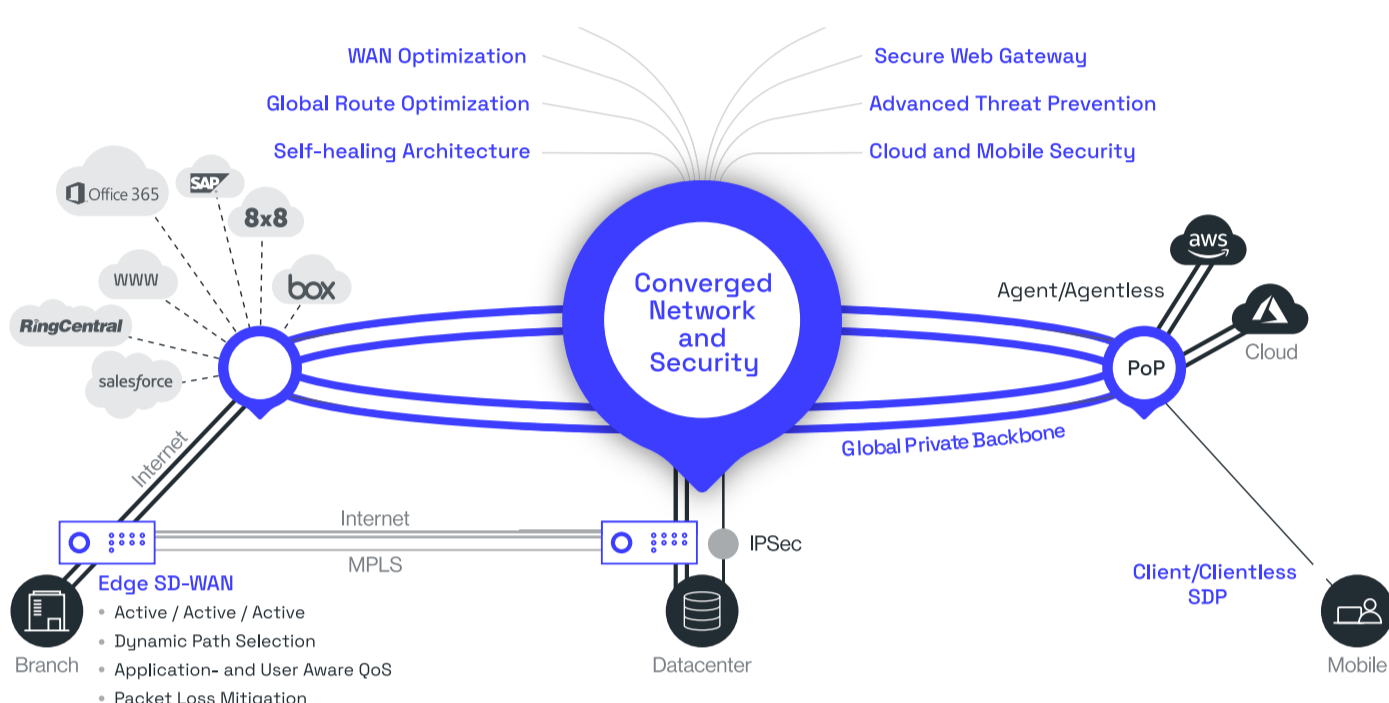 WAN Optimization
Secure Web Gateway
Global Route Optimization
Advanced Threat Prevention
Self-healing Architecture
Cloud and Mobile Security
Office 365
SAP
8x8
www
box
RingCentral
salesforce
Converged
Network
and
Security
aws
Agent/Agentless
Cloud
PoP
Global Private Backbone
Internet
Internet
MPLS
IPSec
Edge SD-WAN
• Active / Active / Active
• Dynamic Path Selection
• Application- and User Aware QoS
• Packet Loss Mitigation
Branch
Datacenter
Client/Clientless
SDP
Mobile